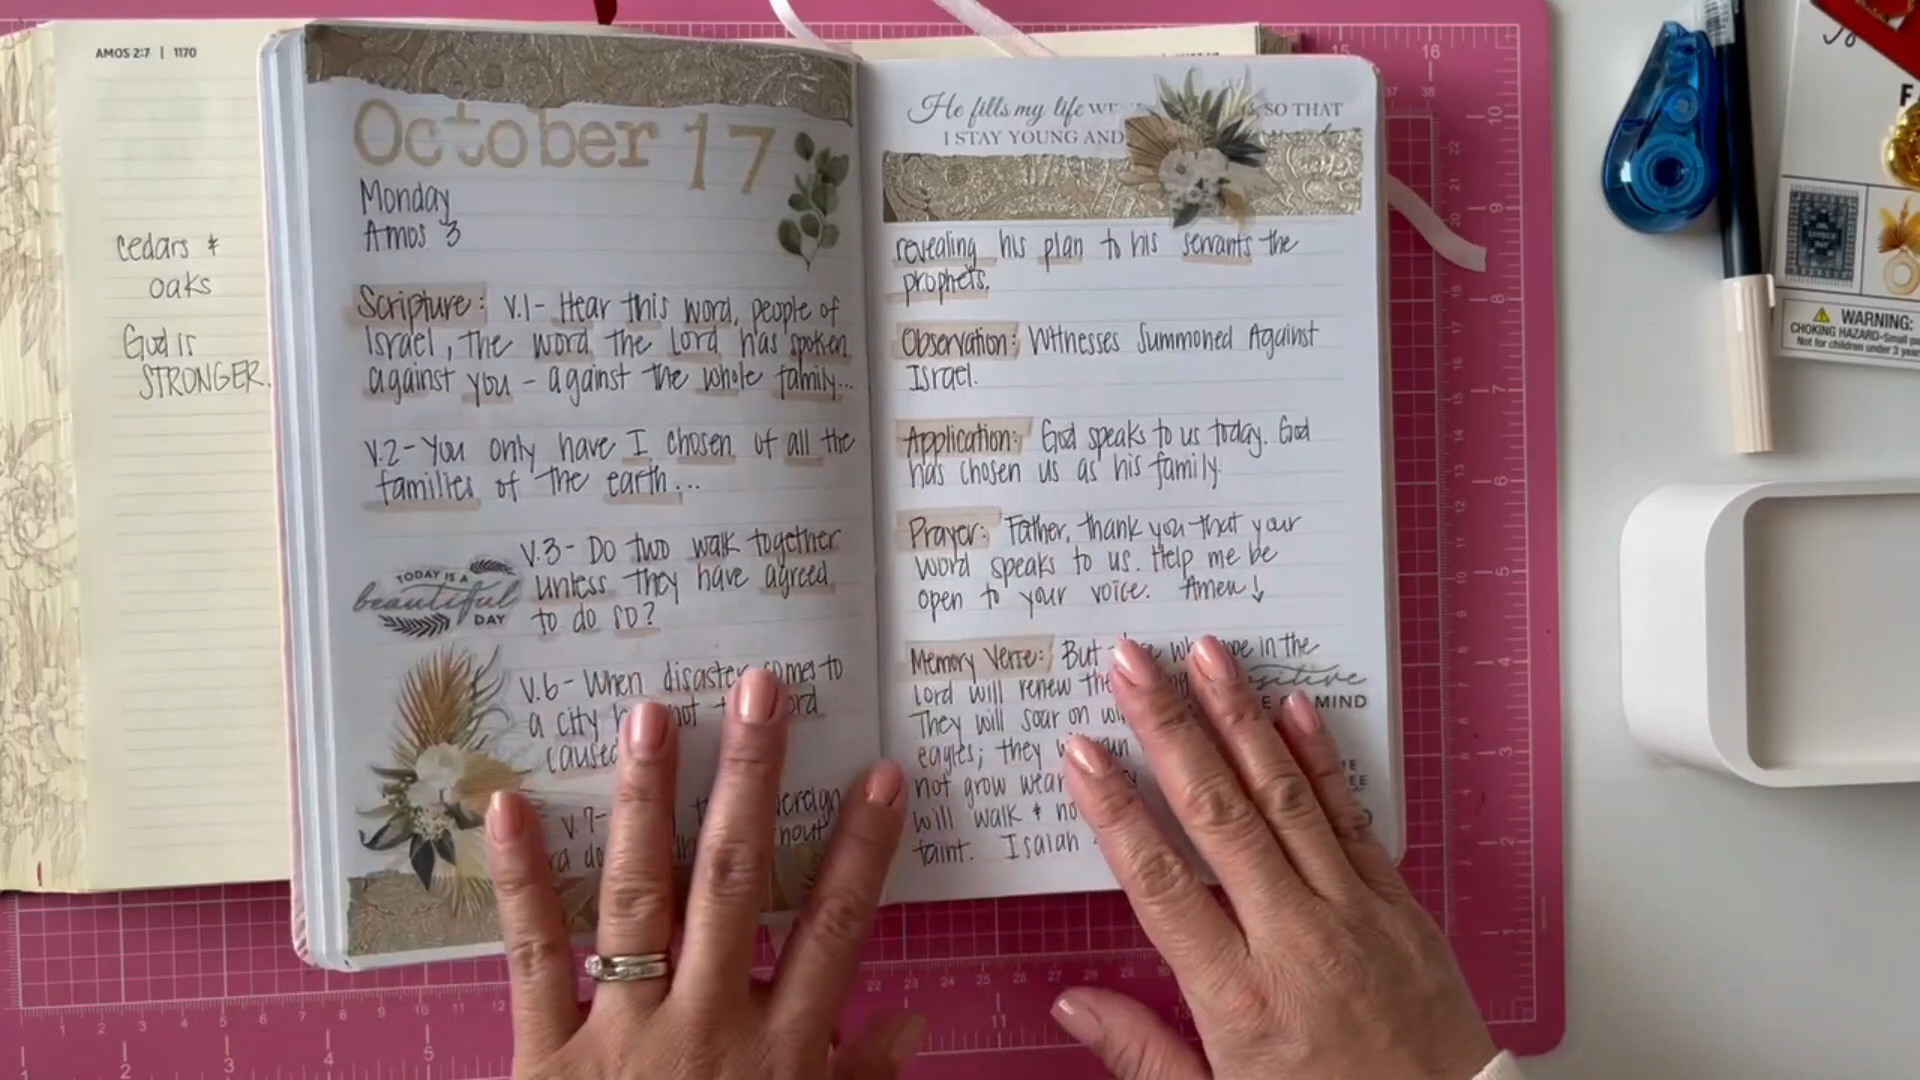 AMOS 2:7 | 1170
cedars &
oaks
God is
STRONGER.
October 17
Monday
Amos 3
Scripture: V.1- Hear this word, people of
Israel, the word the Lord has spoken
against you - against the whole family...
V.2- You only have I chosen of all the
families of the earth...
V.3- Do two walk together
unless they have agreed
to do so?
TODAY IS A
beautiful
DAY
V.6- When disaster comes to
a city
caused
V.7-
He fills my life SO THAT
I STAY YOUNG AND
revealing his plan to his servants the
prophets.
Observation: Witnesses Summoned Against
Israel.
Application: God speaks to us today. God
has chosen us as his family.
Prayer: Father, thank you that your
word speaks to us. Help me be
open to your voice. Amen!
Memory Verse: But in the
Lord will renew
They will soar on
eagles; they
not grow
will walk &
faint. Isaiah
positive
MIND
WARNING:
CHOKING HAZARD-Small
Not for children under 3